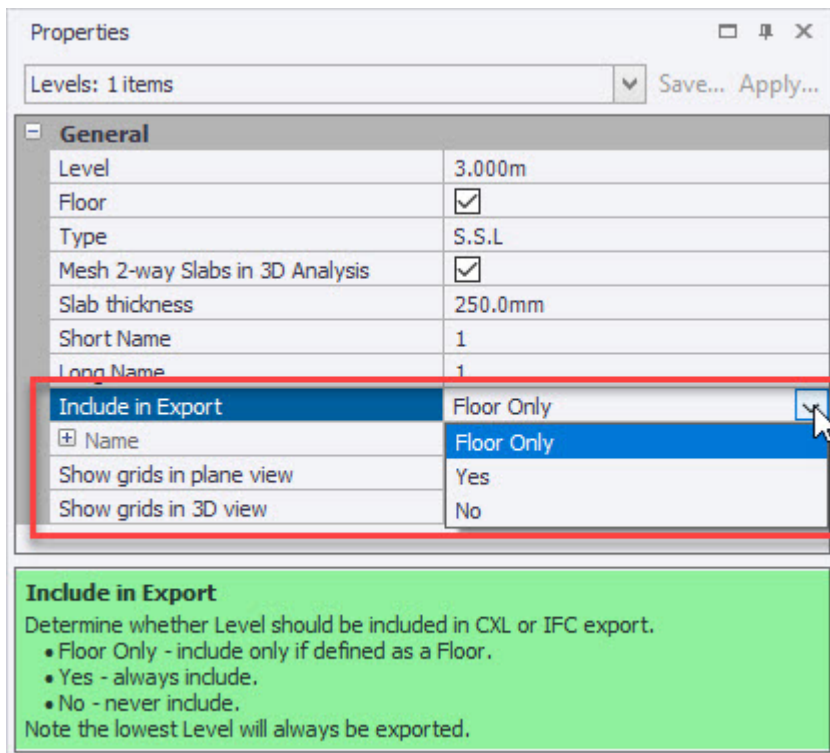 Properties
Levels: 1 items Save... Apply...
General
Level 3.000m
Floor
Type S.S.L
Mesh 2-way Slabs in 3D Analysis
Slab thickness 250.0mm
Short Name 1
Long Name 1
Include in Export Floor Only
Name Floor Only
Show grids in plane view Yes
Show grids in 3D view No
Include in Export
Determine whether Level should be included in CXL or IFC export.
• Floor Only - include only if defined as a Floor.
• Yes - always include.
• No - never include.
Note the lowest Level will always be exported.